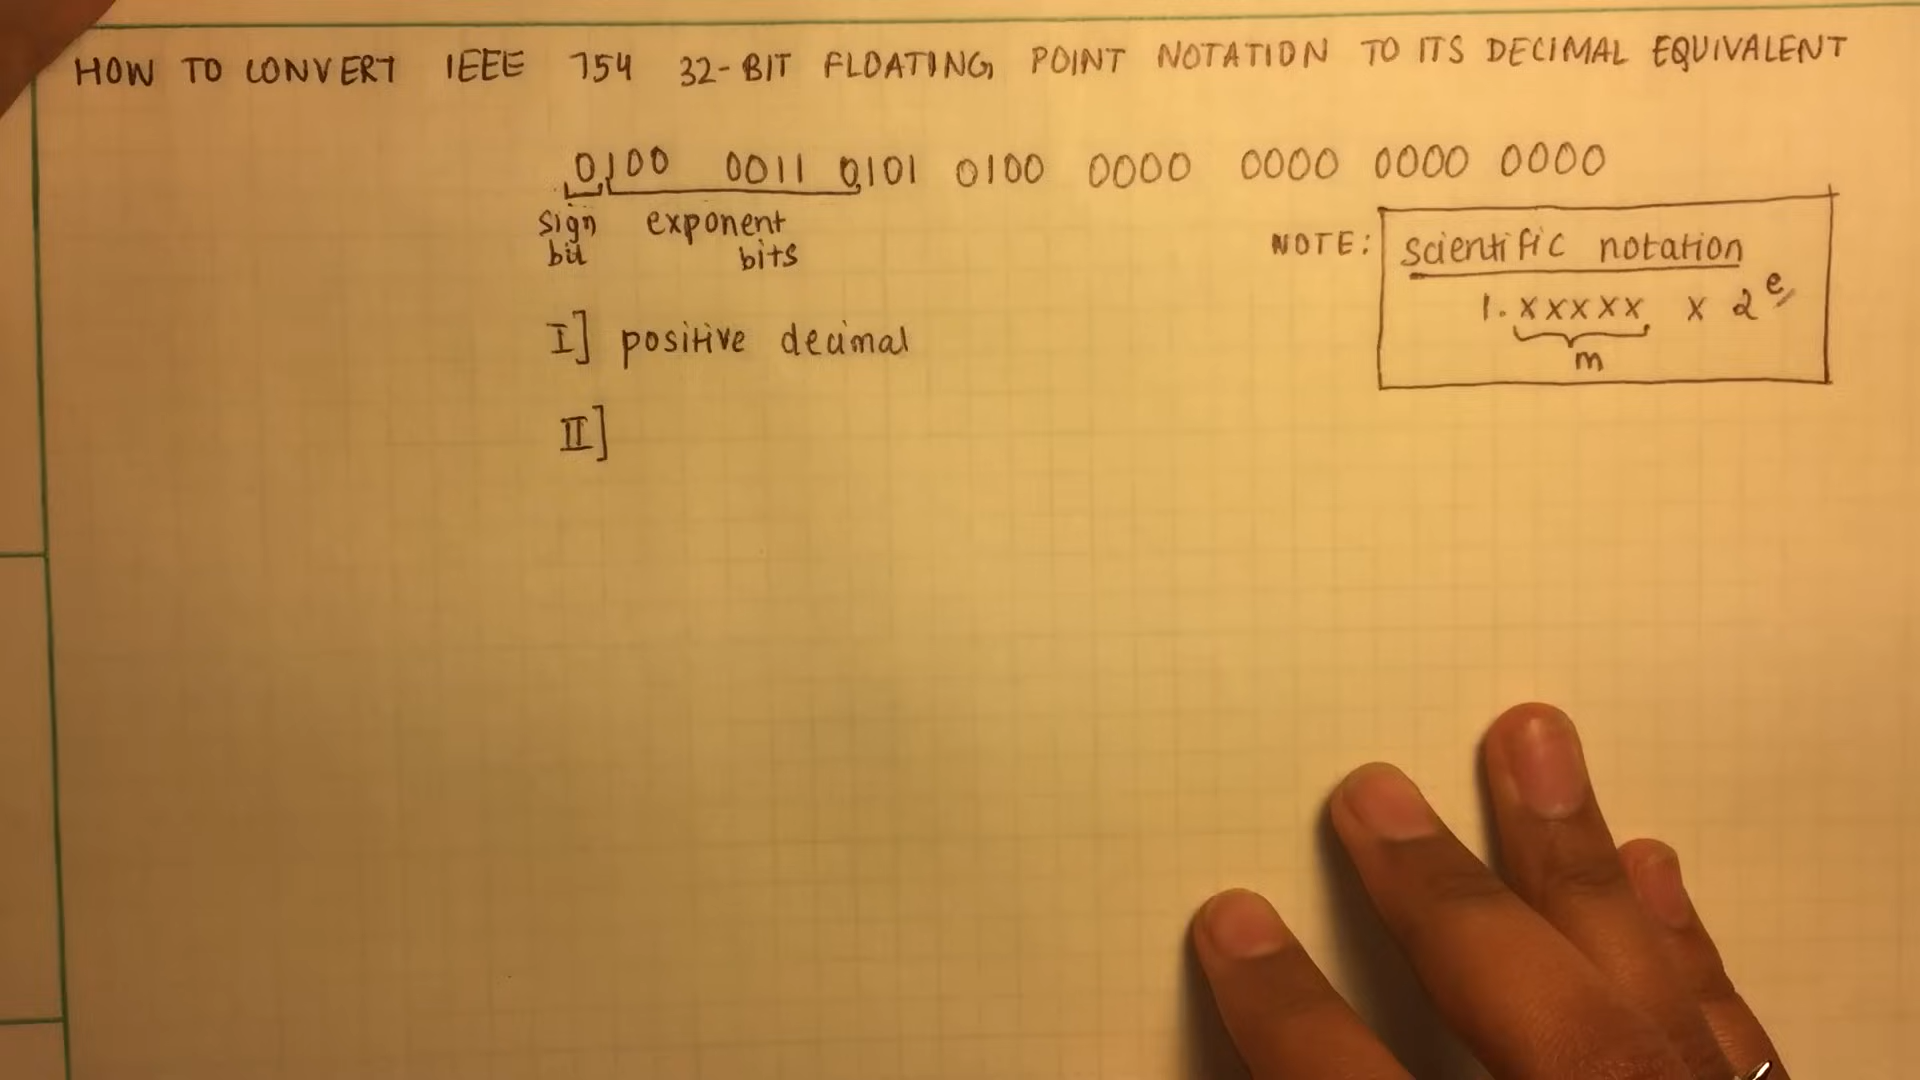 HOW TO CONVERT IEEE 754 32-BIT FLOATING POINT NOTATION TO ITS DECIMAL EQUIVALENT
0100 0011 0101 0100 0000 0000 0000 0000
sign exponent
bit bits
NOTE: scientific notation
1.xxxxx x 2^e
m
I] positive decimal
II]